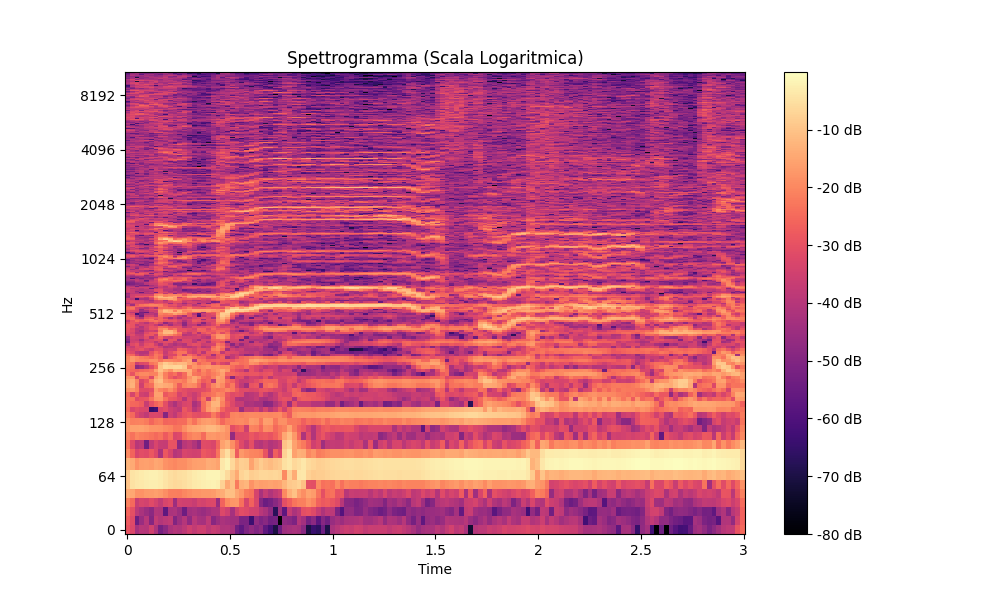 Spettrogramma (Scala Logaritmica)
8192
4096
2048
1024
512
256
128
64
0
Hz
0
0.5
1
1.5
2
2.5
3
Time
-10 dB
-20 dB
-30 dB
-40 dB
-50 dB
-60 dB
-70 dB
-80 dB